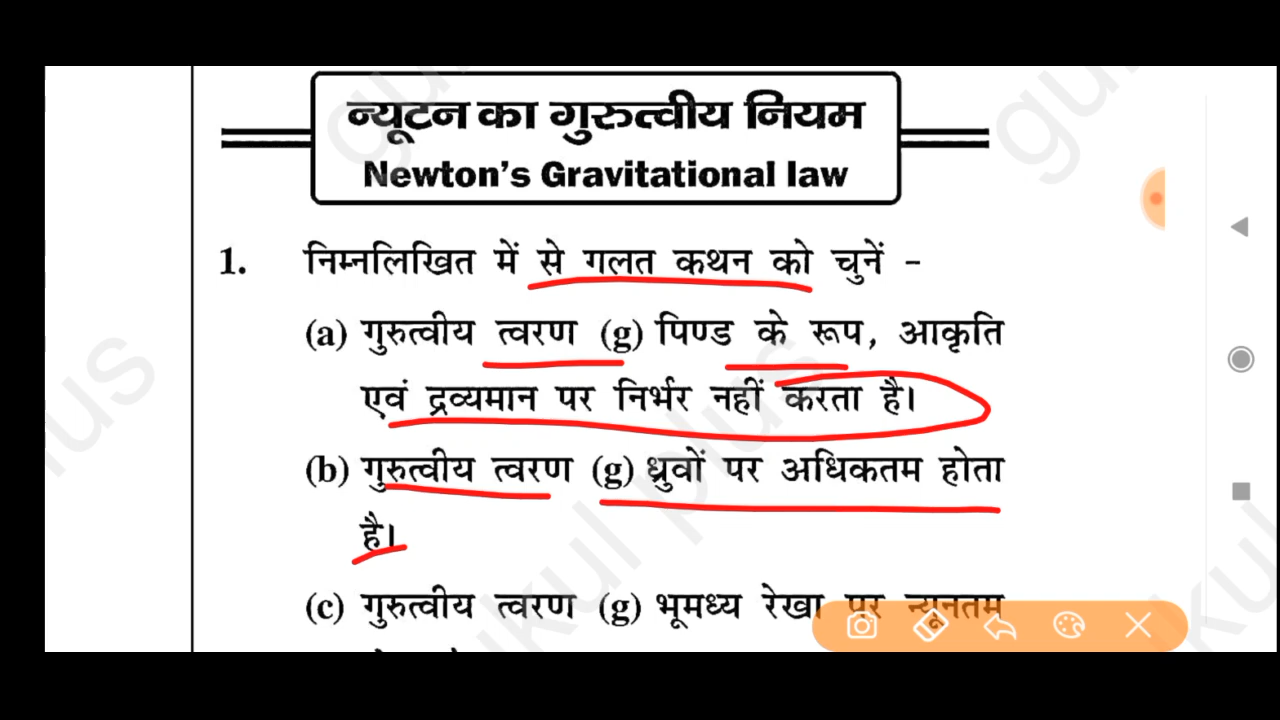 न्यूटन का गुरुत्वीय नियम
Newton's Gravitational law
1. निम्नलिखित में से गलत कथन को चुनें -
(a) गुरुत्वीय त्वरण (g) पिण्ड के रूप, आकृति
एवं द्रव्यमान पर निर्भर नहीं करता है।
(b) गुरुत्वीय त्वरण (g) ध्रुवों पर अधिकतम होता
है।
(c) गुरुत्वीय त्वरण (g) भूमध्य रेखा पर न्यूनतम